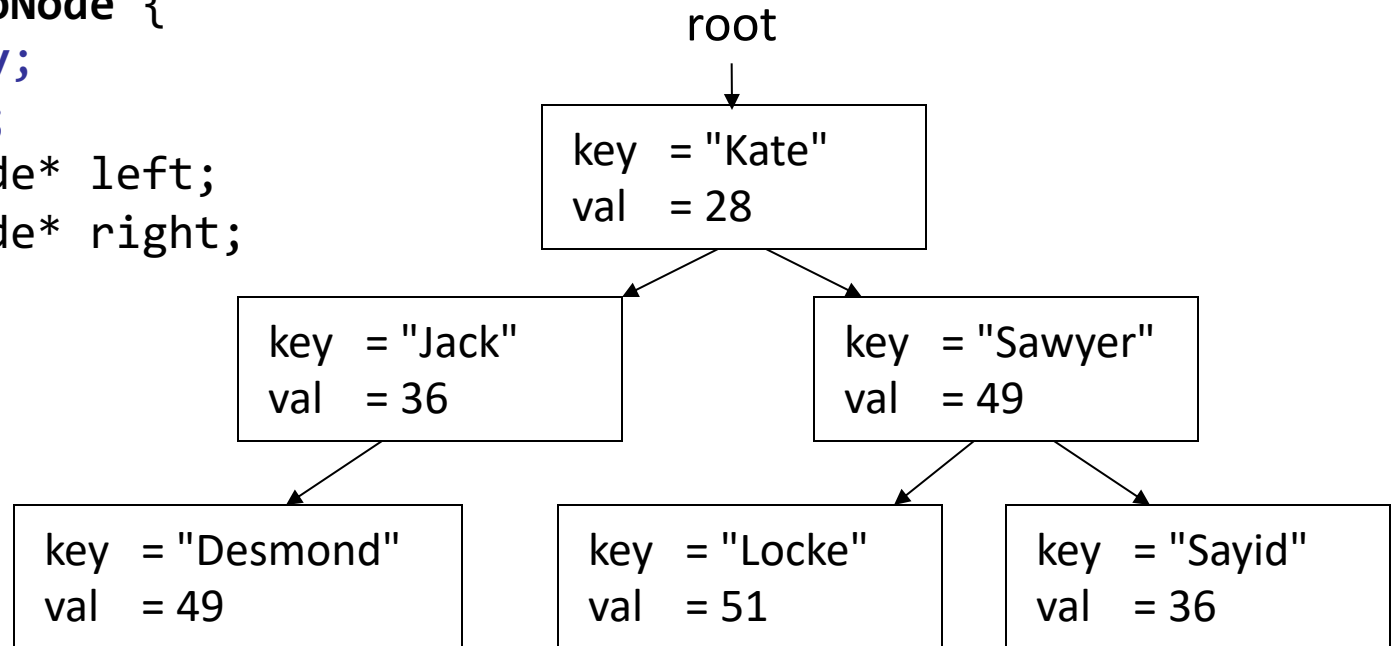 Node {
y;
de* left;
de* right;
root
key = "Kate"
val = 28
key = "Jack"
val = 36
key = "Sawyer"
val = 49
key = "Desmond"
val = 49
key = "Locke"
val = 51
key = "Sayid"
val = 36